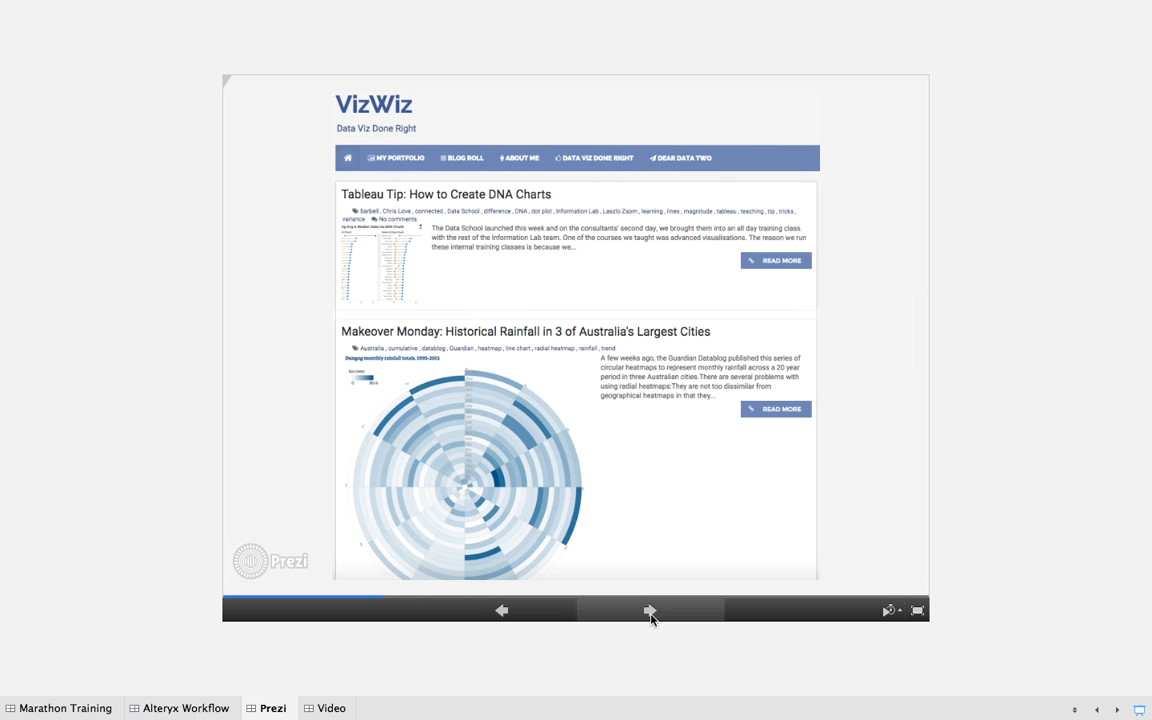 VizWiz
Data Viz Done Right
MY PORTFOLIO BLOG ROLL ABOUT ME DATA VIZ DONE RIGHT DEAR DATA TWO
Tableau Tip: How to Create DNA Charts
barbell , Chris Love , connected , Data School , difference , DNA , dot plot , Information Lab , Laszlo Zsom , learning , lines , magnitude , tableau , teaching , tip , tricks ,
variance No comments
The Data School launched this week and on the consultants' second day, we brought them into an all day training class
with the rest of the Information Lab team. One of the courses we taught was advanced visualisations. The reason we run
these internal training classes is because we...
READ MORE
Makeover Monday: Historical Rainfall in 3 of Australia's Largest Cities
Australia , cumulative , datablog , Guardian , heatmap , line chart , radial heatmap , rainfall , trend
monthly rainfall totals, 1995-2015
A few weeks ago, the Guardian Datablog published this series of
circular heatmaps to represent monthly rainfall across a 20 year
period in three Australian cities.There are several problems with
using radial heatmaps:They are not too dissimilar from
geographical heatmaps in that they...
READ MORE
Prezi
Marathon Training Alteryx Workflow Prezi Video